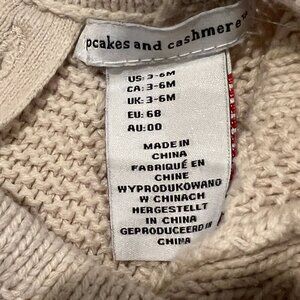 pcakes and cashmere
US: 3-6M
CA: 3-6M
UK: 3-6M
EU: 68
AU: 00
MADE IN
CHINA
FABRIQUÉ EN
CHINE
WYPRODUKOWANO
W CHINACH
HERGESTELLT
IN CHINA
GEPRODUCEERD IN
CHINA